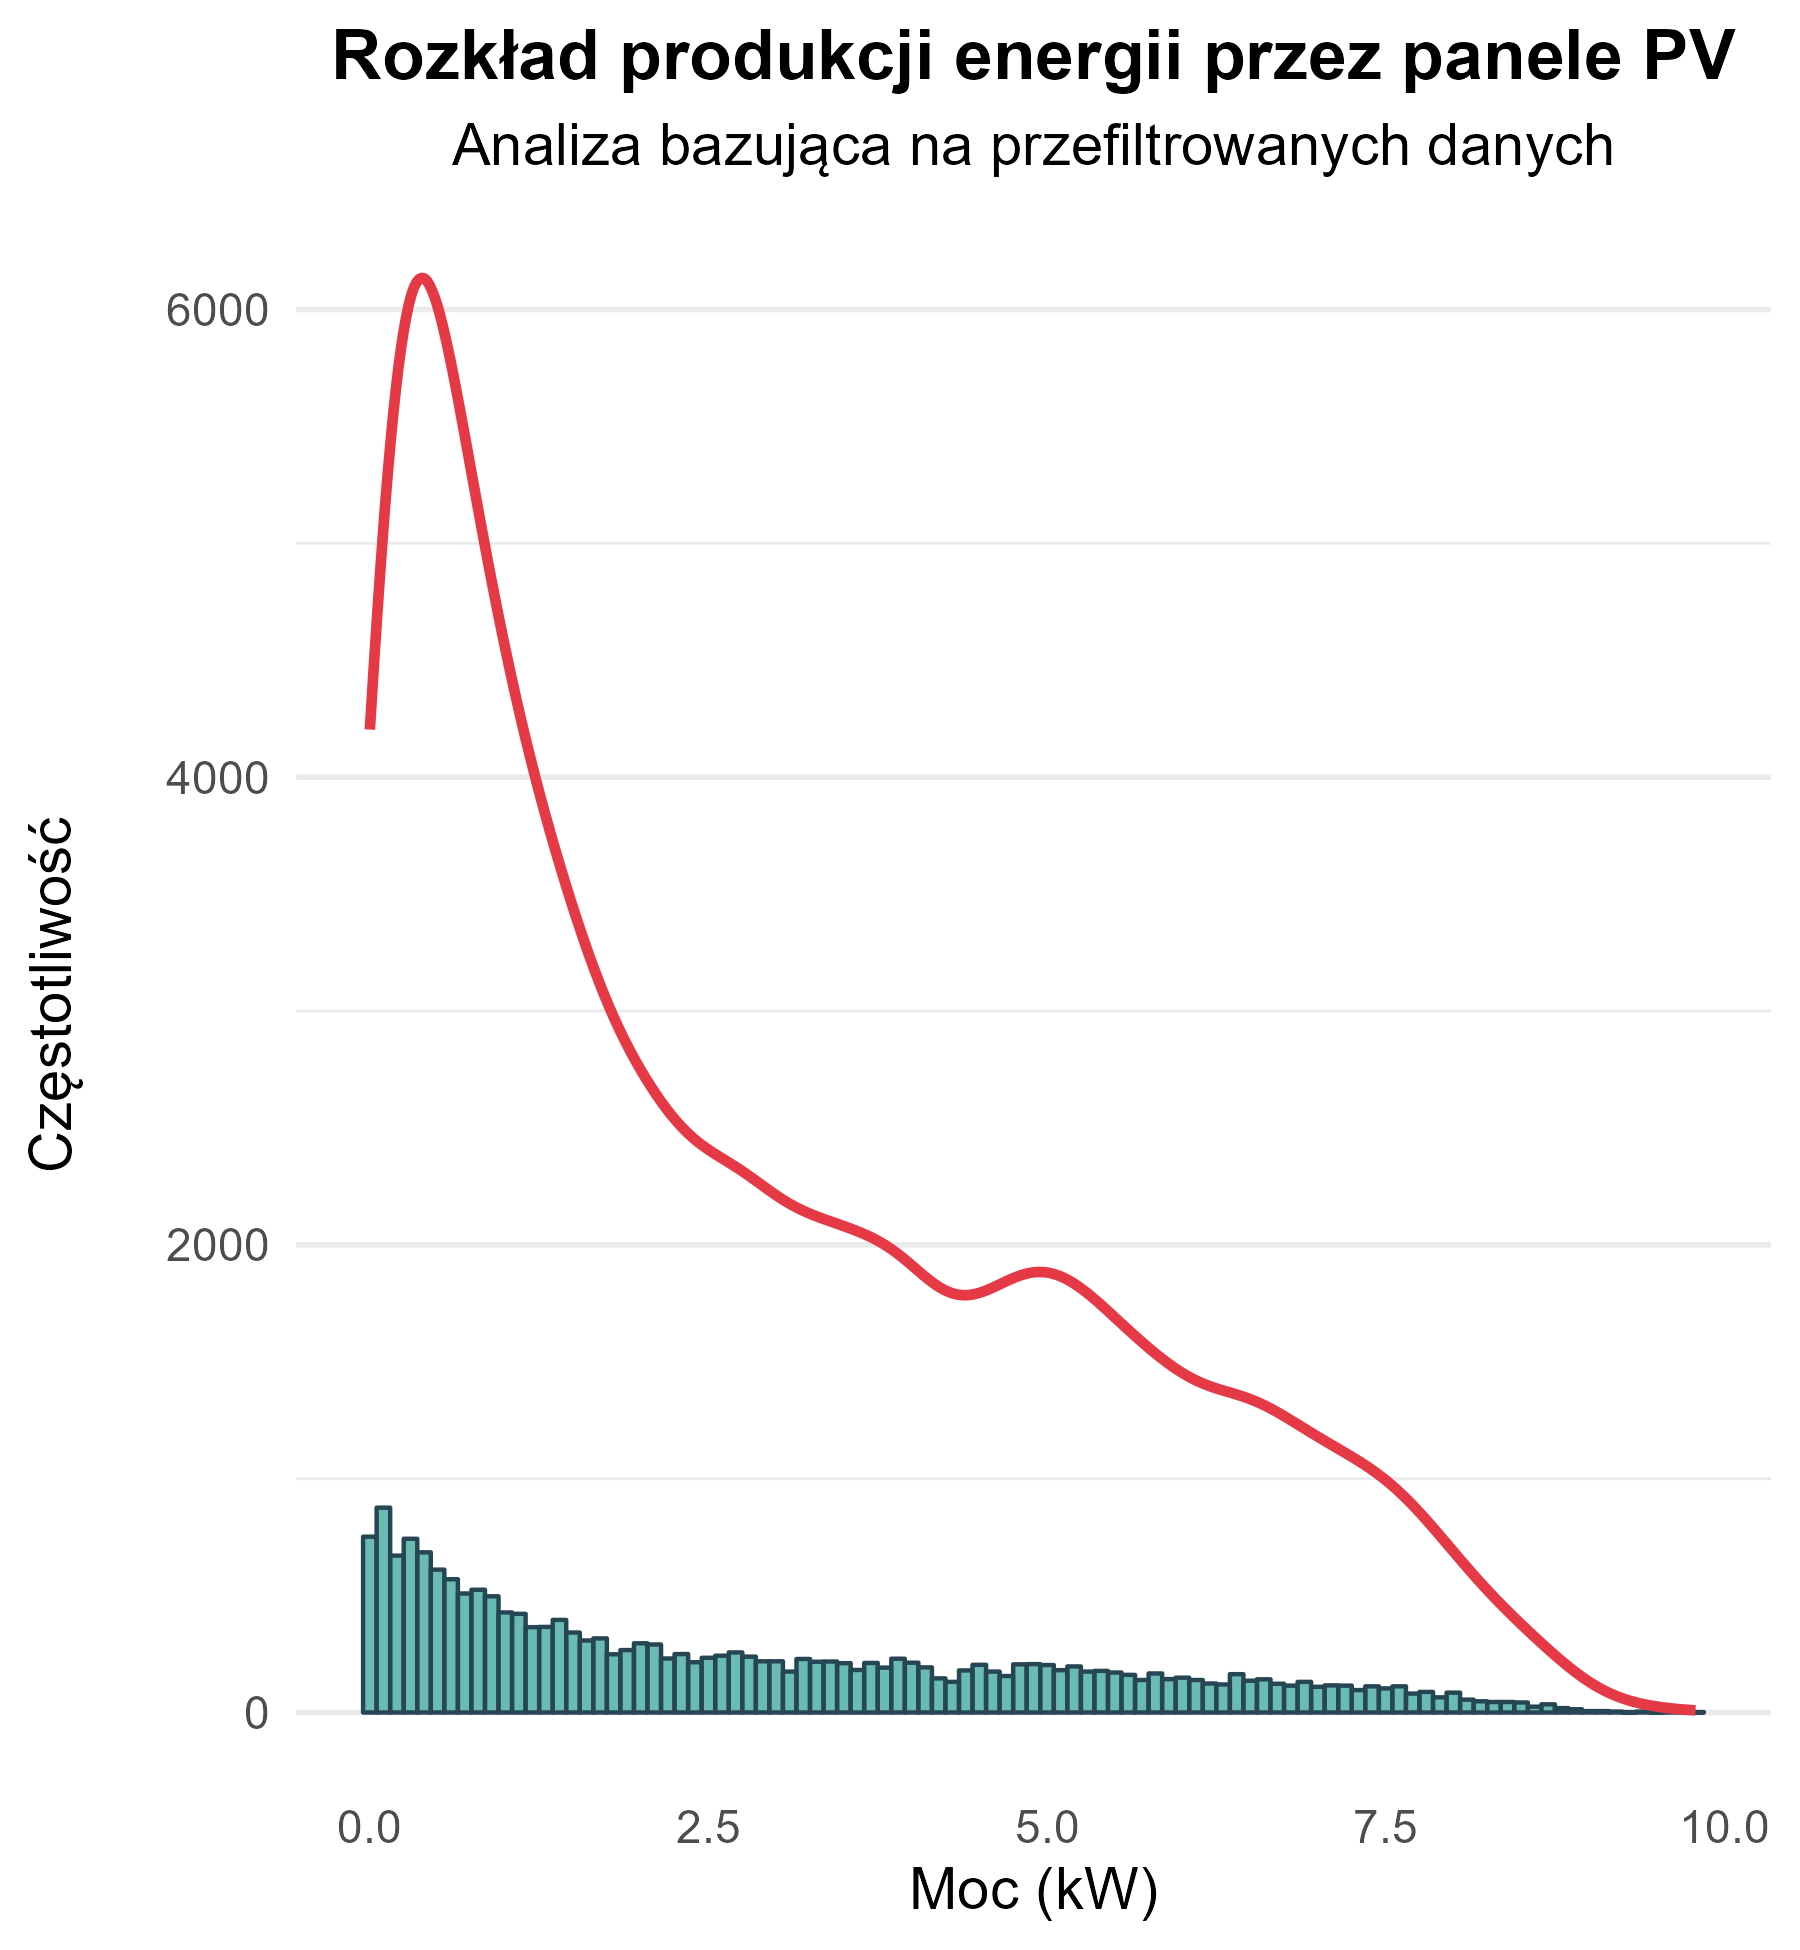 Rozkład produkcji energii przez panele PV
Analiza bazująca na przefiltrowanych danych
Częstotliwość
6000
4000
2000
0
0.0 2.5 5.0 7.5 10.0
Moc (kW)